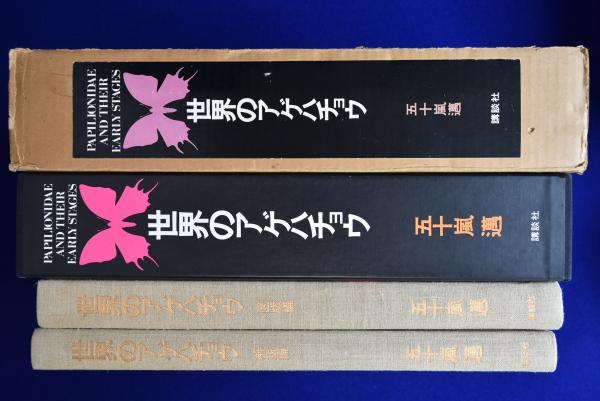 PAPILIONIDAE
AND THEIR
EARLY STAGES
世界のアゲハチョウ
五十嵐邁
講談社
PAPILIONIDAE
AND THEIR
EARLY STAGES
世界のアゲハチョウ
五十嵐 邁
講談社
世界のアゲハチョウ
五十嵐 邁
世界のアゲハチョウ
五十嵐 邁